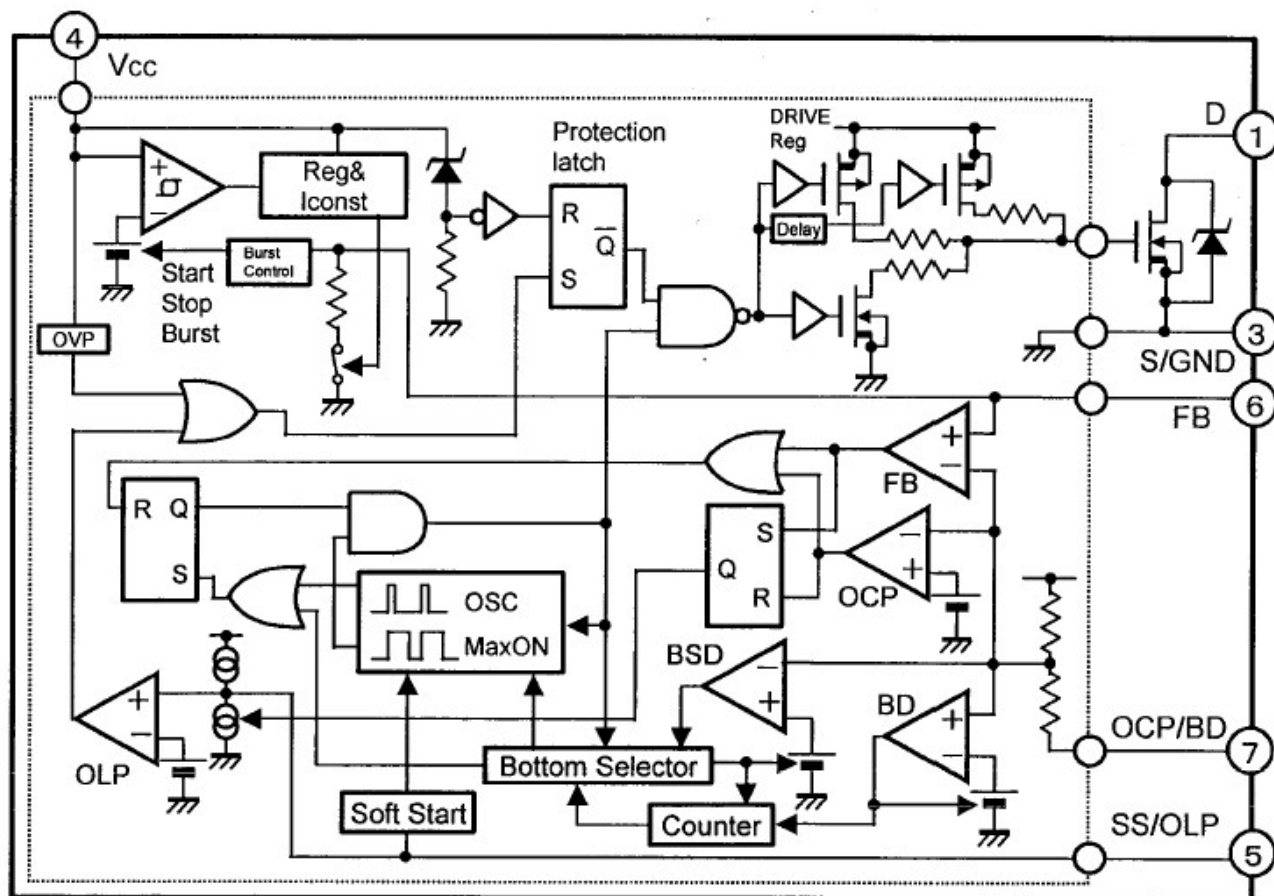 4
Vcc
D
1
DRIVE
Reg
Protection
latch
+
−
Reg&
Iconst
R
Q
S
Delay
Burst
Control
Start
Stop
Burst
OVP
3
S/GND
6
FB
+
−
FB
R
Q
S
S
Q
R
−
+
OCP
OSC
MaxON
BSD
−
+
BD
+
−
+
−
OLP
OCP/BD
7
Bottom Selector
Soft Start
Counter
SS/OLP
5